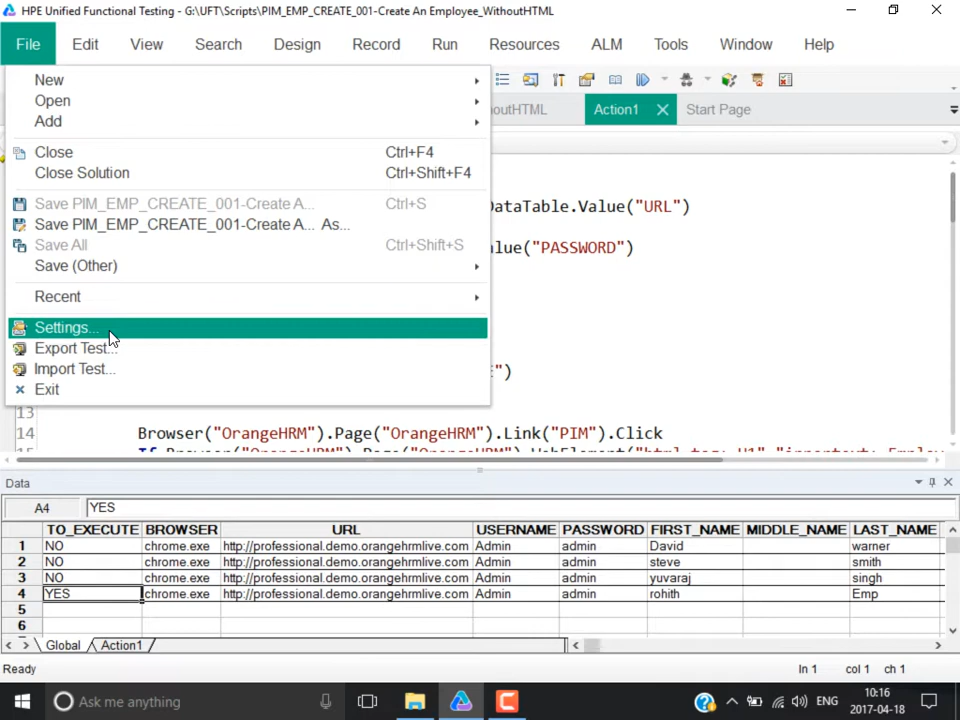 HPE Unified Functional Testing - G:\UFT\Scripts\PIM_EMP_CREATE_001-Create An Employee_WithoutHTML
File Edit View Search Design Record Run Resources ALM Tools Window Help
New
Open
Add
Close Ctrl+F4
Close Solution Ctrl+Shift+F4
Save PIM_EMP_CREATE_001-Create A... Ctrl+S
Save PIM_EMP_CREATE_001-Create A... As...
Save All Ctrl+Shift+S
Save (Other)
Recent
Settings...
Export Test...
Import Test...
Exit
outHTML Action1 Start Page
DataTable.Value("URL")
alue("PASSWORD")
E")
13
14 Browser("OrangeHRM").Page("OrangeHRM").Link("PIM").Click
Data
A4 YES
TO_EXECUTE BROWSER URL USERNAME PASSWORD FIRST_NAME MIDDLE_NAME LAST_NAME
1 NO chrome.exe http://professional.demo.orangehrmlive.com Admin admin David warner
2 NO chrome.exe http://professional.demo.orangehrmlive.com Admin admin steve smith
3 NO chrome.exe http://professional.demo.orangehrmlive.com Admin admin yuvaraj singh
4 YES chrome.exe http://professional.demo.orangehrmlive.com Admin admin rohith Emp
5
6
Global Action1
Ready ln 1 col 1 ch 1
Ask me anything ENG 10:16
2017-04-18